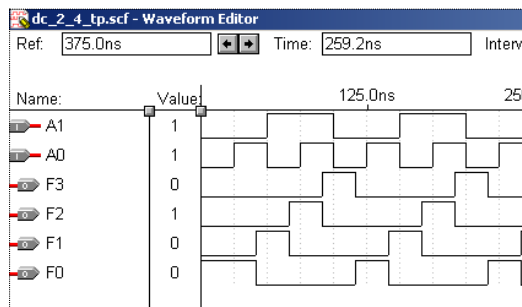 dc_2_4_tp.scf - Waveform Editor
Ref: 375.0ns Time: 259.2ns Interv
125.0ns 25
Name: Value:
A1 1
A0 1
F3 0
F2 1
F1 0
F0 0